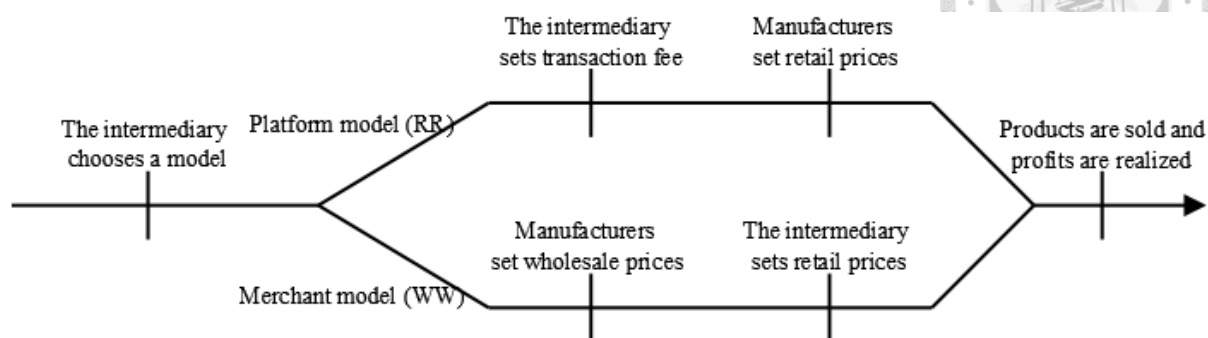 The intermediary
sets transaction fee
Manufacturers
set retail prices
Platform model (RR)
The intermediary
chooses a model
Products are sold and
profits are realized
Manufacturers
set wholesale prices
The intermediary
sets retail prices
Merchant model (WW)